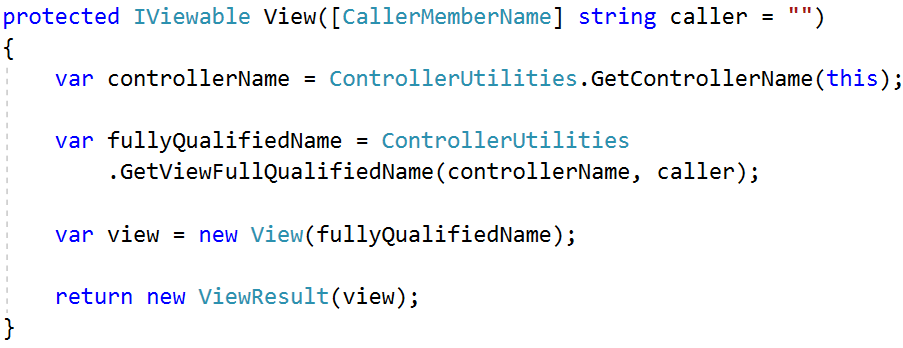 protected IViewable View([CallerMemberName] string caller = "")
{
    var controllerName = ControllerUtilities.GetControllerName(this);
    var fullyQualifiedName = ControllerUtilities
        .GetViewFullQualifiedName(controllerName, caller);
    var view = new View(fullyQualifiedName);
    return new ViewResult(view);
}